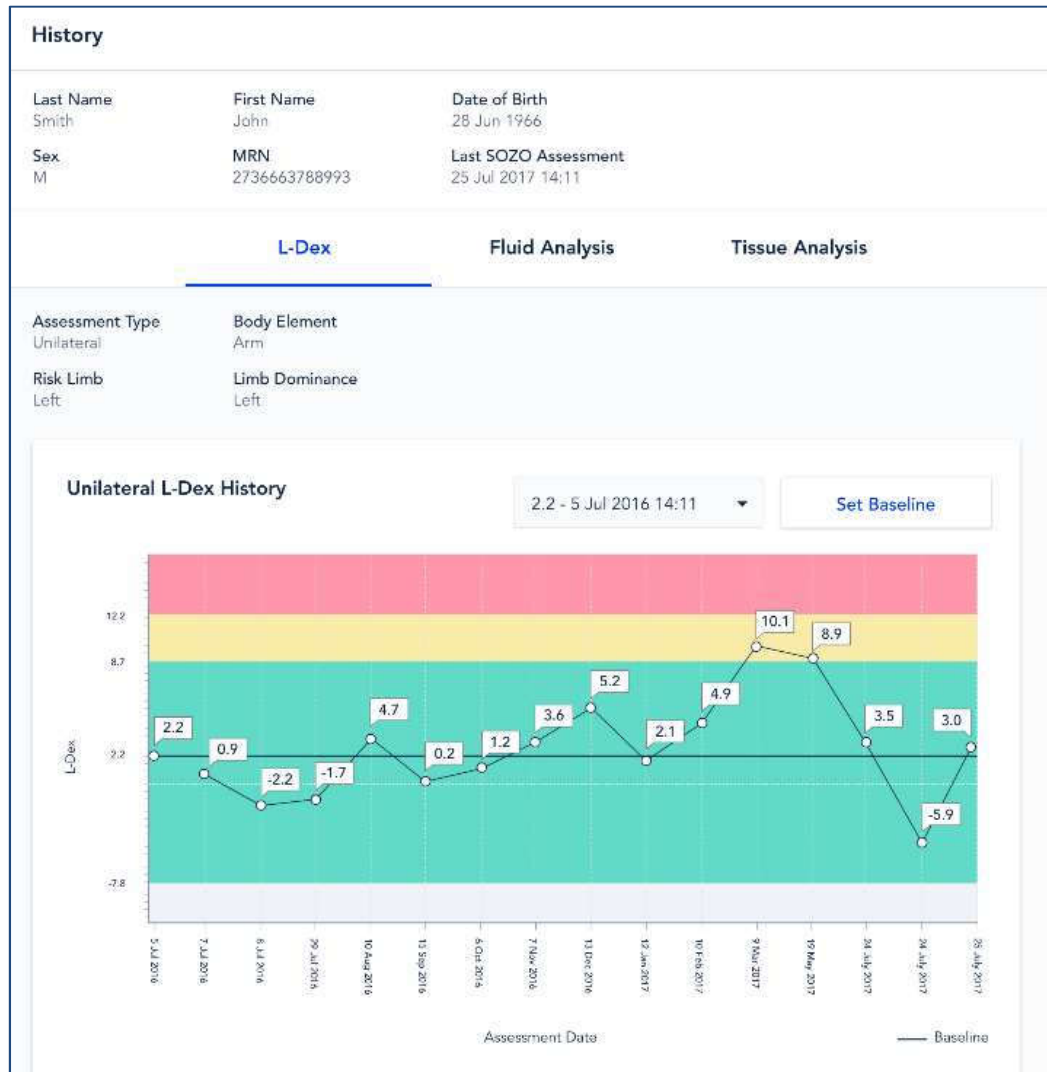 History
Last Name First Name Date of Birth
Smith John 28 Jun 1966
Sex MRN Last SOZO Assessment
M 2736663788993 25 Jul 2017 14:11
L-Dex Fluid Analysis Tissue Analysis
Assessment Type Body Element
Unilateral Arm
Risk Limb Limb Dominance
Left Left
Unilateral L-Dex History 2.2 - 5 Jul 2016 14:11 Set Baseline
12.2
8.7
2.2
-7.8
L-Dex
2.2
0.9
-2.2
-1.7
4.7
0.2
1.2
3.6
5.2
2.1
4.9
10.1
8.9
3.5
-5.9
3.0
5 Jul 2016
7 Jul 2016
8 Jul 2016
29 Jul 2016
10 Aug 2016
15 Sep 2016
6 Oct 2016
7 Nov 2016
13 Dec 2016
12 Jan 2017
10 Feb 2017
9 Mar 2017
19 May 2017
24 July 2017
24 July 2017
25 July 2017
Assessment Date Baseline